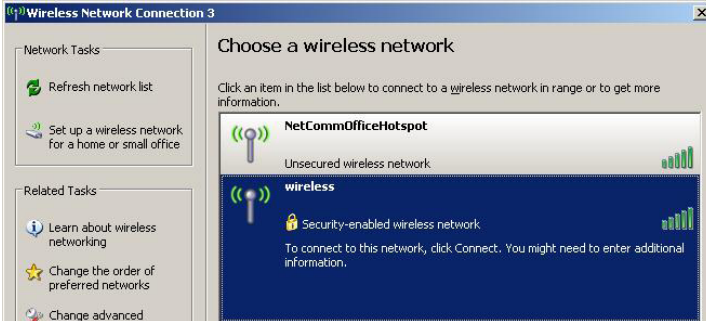 Wireless Network Connection 3
Network Tasks
Refresh network list
Set up a wireless network
for a home or small office
Related Tasks
Learn about wireless
networking
Change the order of
preferred networks
Change advanced
Choose a wireless network
Click an item in the list below to connect to a wireless network in range or to get more
information.
NetCommOfficeHotspot
Unsecured wireless network
wireless
Security-enabled wireless network
To connect to this network, click Connect. You might need to enter additional
information.